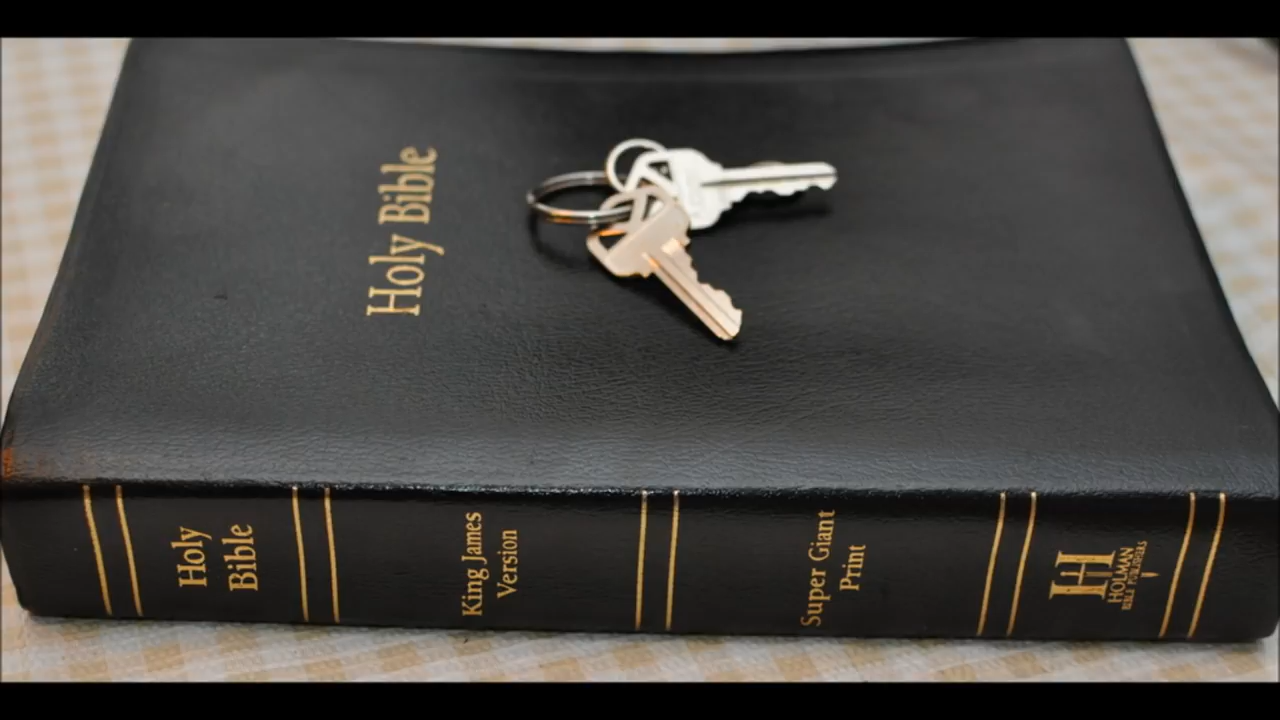 Holy Bible
Holy
Bible
King James
Version
Super Giant
Print
HOLMAN
BIBLE PUBLISHERS